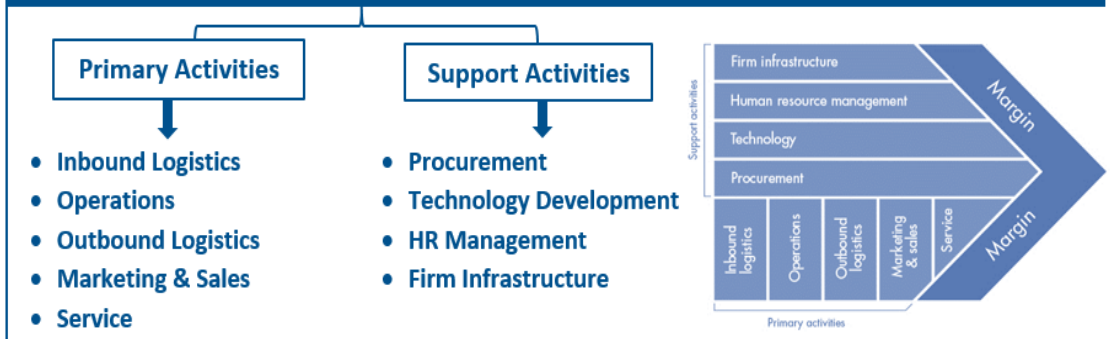 Primary Activities
• Inbound Logistics
• Operations
• Outbound Logistics
• Marketing & Sales
• Service
Support Activities
• Procurement
• Technology Development
• HR Management
• Firm Infrastructure
Support activities
Firm infrastructure
Human resource management
Technology
Procurement
Inbound
logistics
Operations
Outbound
logistics
Marketing
& sales
Service
Margin
Margin
Primary activities